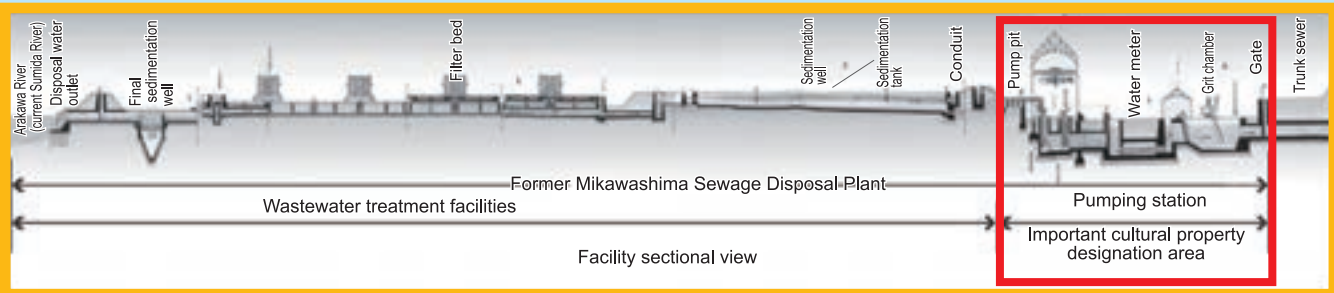 Arakawa River
(current Sumida River)
Disposal water
outlet
Final
sedimentation
well
Filter bed
Sedimentation
well
Sedimentation
tank
Conduit
Pump pit
Water meter
Grit chamber
Gate
Trunk sewer
Former Mikawashima Sewage Disposal Plant
Wastewater treatment facilities
Pumping station
Important cultural property
designation area
Facility sectional view